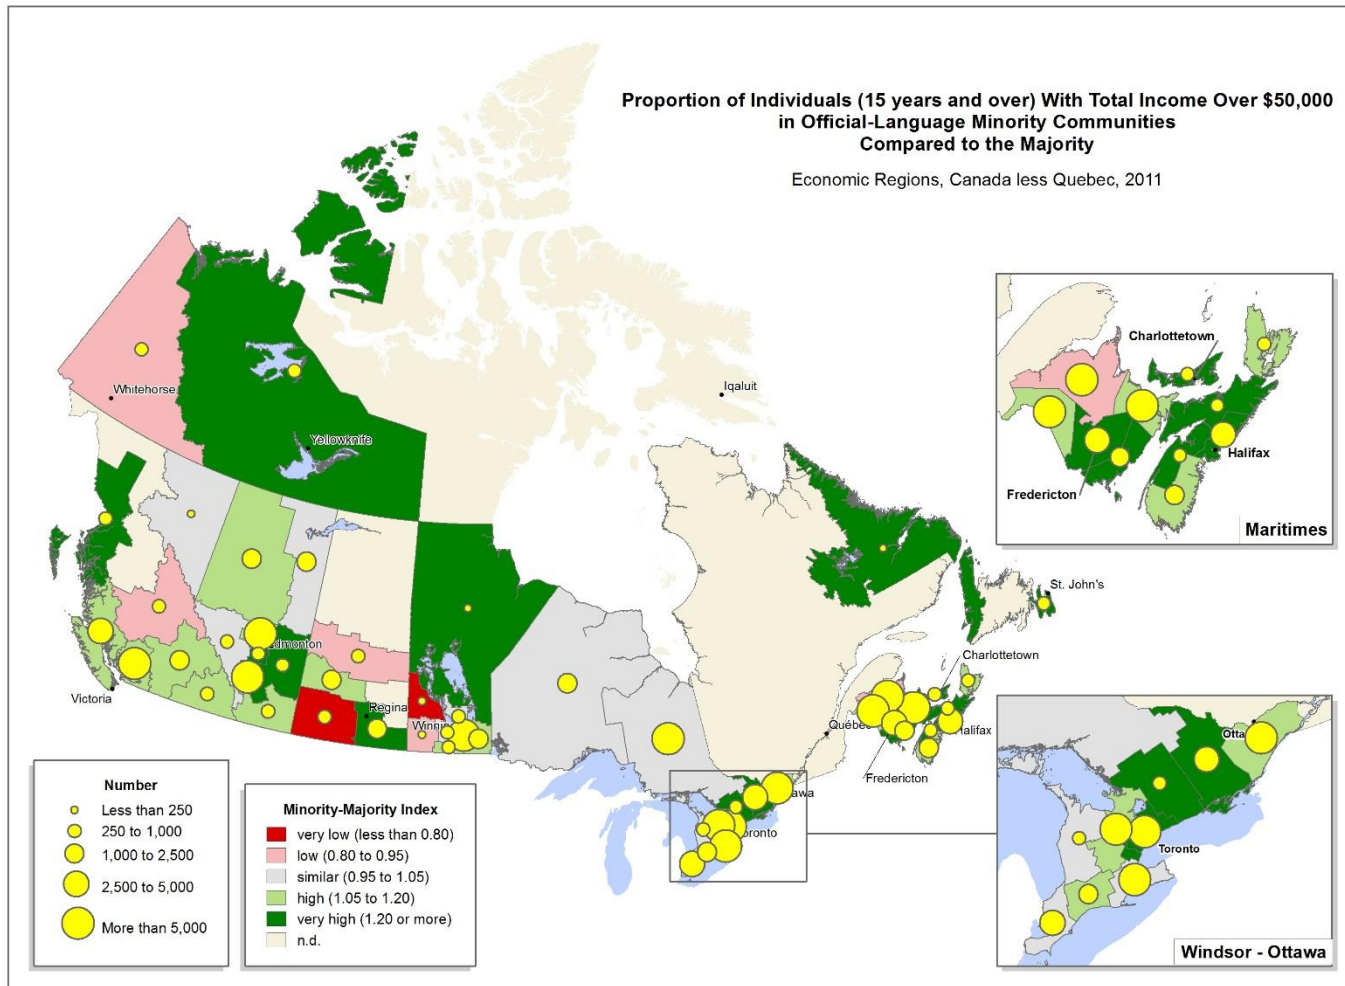 Proportion of Individuals (15 years and over) With Total Income Over $50,000
in Official-Language Minority Communities
Compared to the Majority
Economic Regions, Canada less Quebec, 2011
Charlottetown
Halifax
Fredericton
Maritimes
Iqaluit
Whitehorse
Yellowknife
St. John's
Charlottetown
Victoria
Regina
Québec
Halifax
Fredericton
Ottawa
Toronto
Windsor - Ottawa
Number
Less than 250
250 to 1,000
1,000 to 2,500
2,500 to 5,000
More than 5,000
Minority-Majority Index
very low (less than 0.80)
low (0.80 to 0.95)
similar (0.95 to 1.05)
high (1.05 to 1.20)
very high (1.20 or more)
n.d.